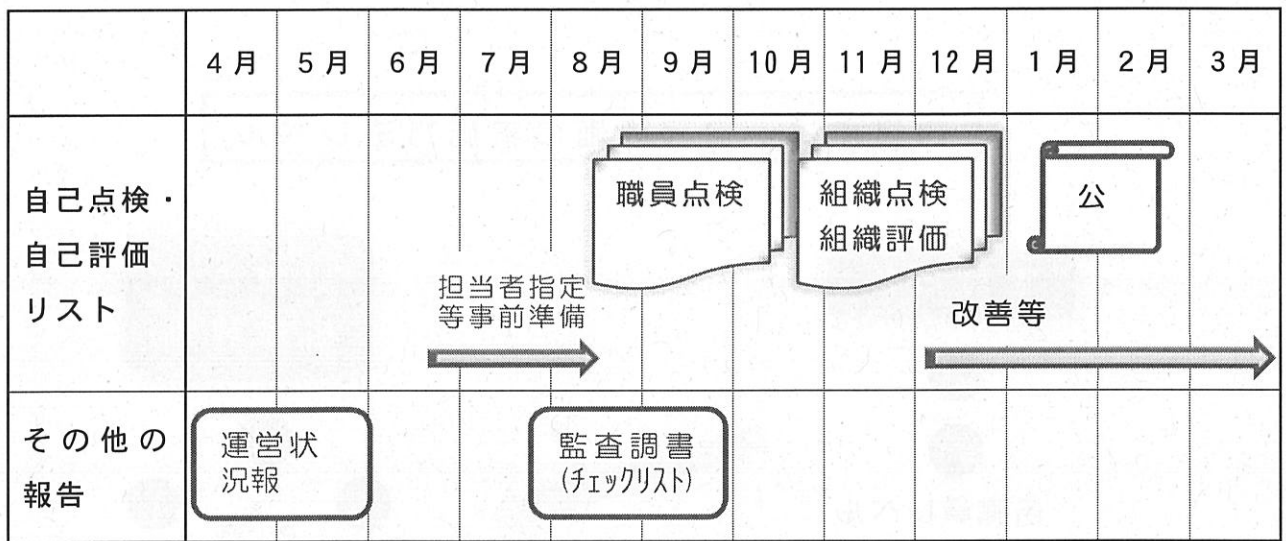 4月 5月 6月 7月 8月 9月 10月 11月 12月 1月 2月 3月
自己点検・
自己評価
リスト
職員点検
組織点検
組織評価
公
担当者指定
等事前準備
改善等
その他の
報告
運営状
況報
監査調書
(チェックリスト)